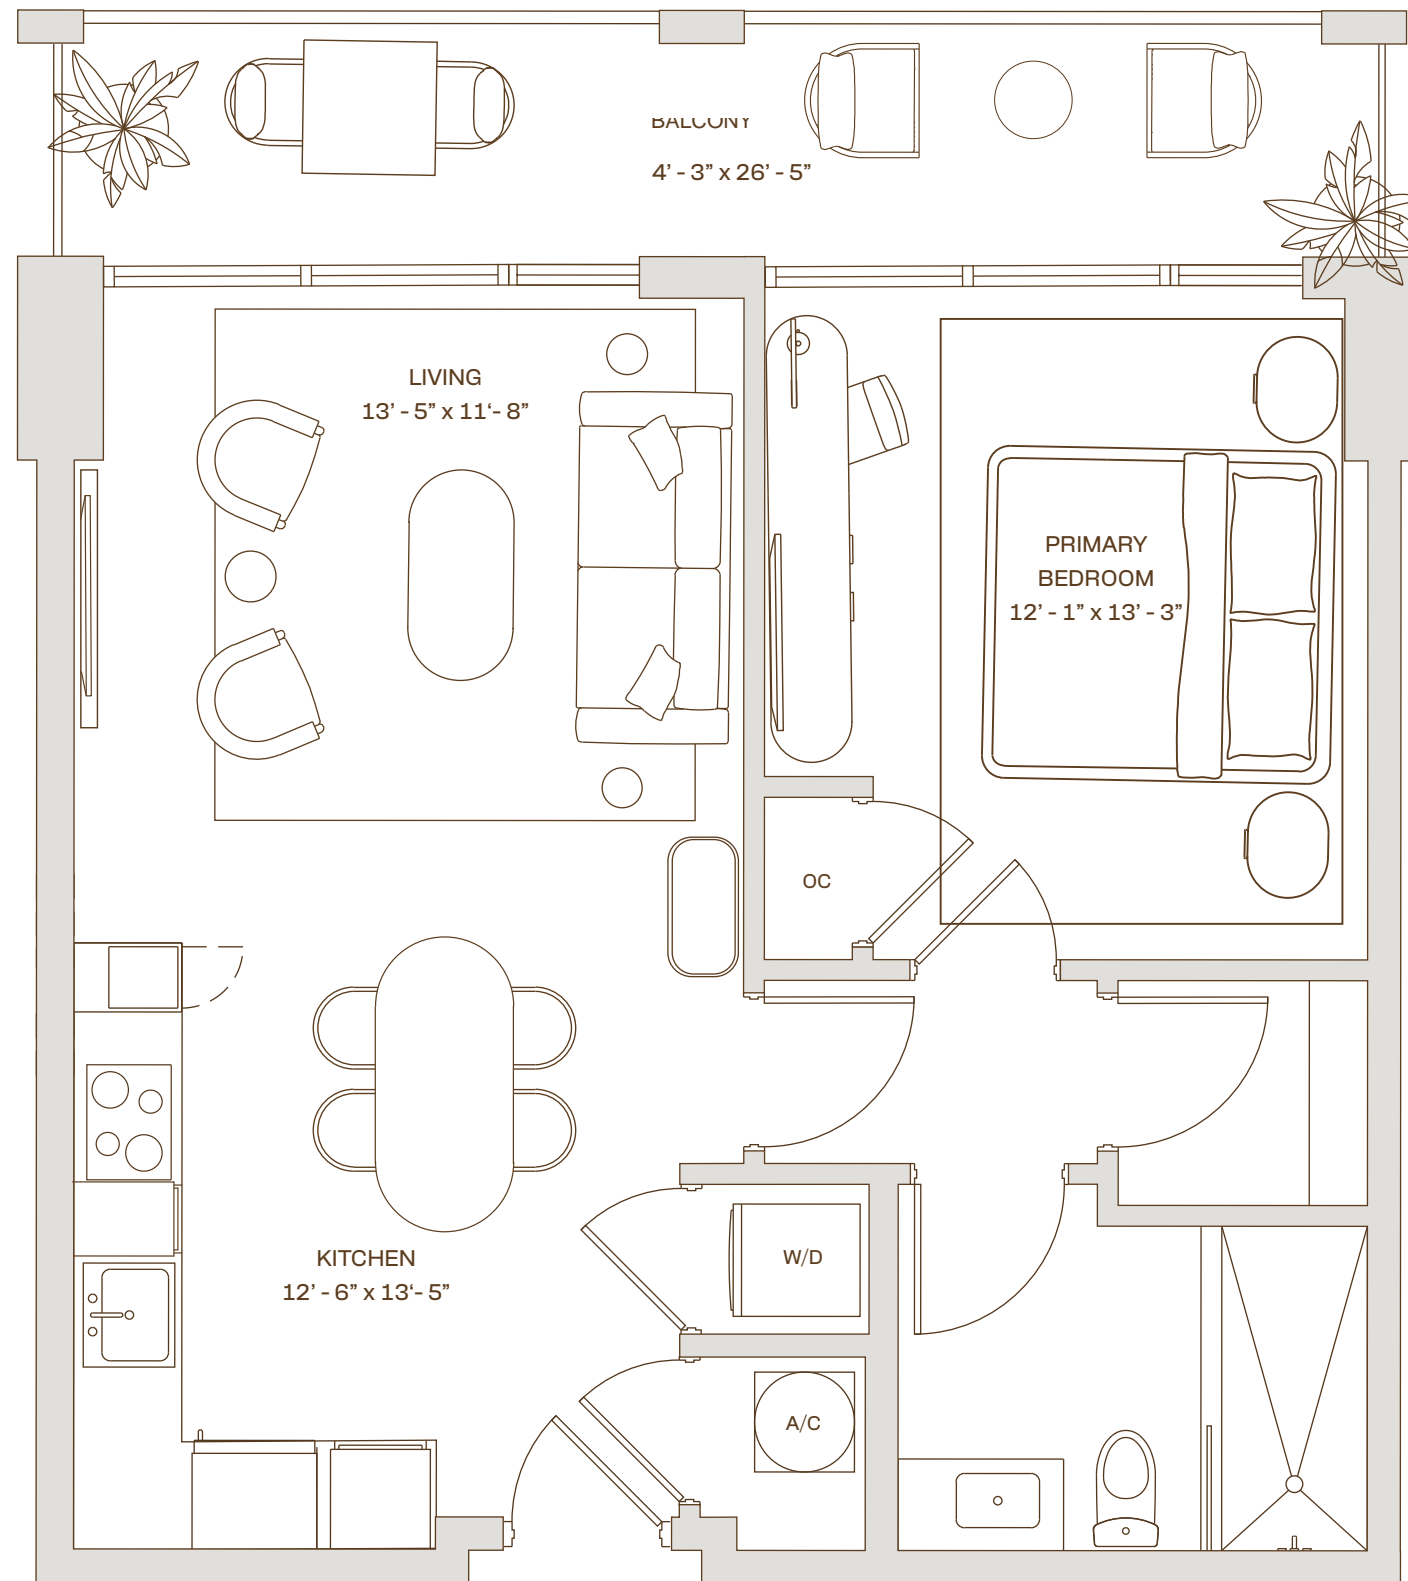 BALCONY
4’ - 3” x 26’ - 5”
LIVING
13’ - 5” x 11‘- 8”
PRIMARY
BEDROOM
12’ - 1” x 13’ - 3”
OC
KITCHEN
12’ - 6” x 13‘- 5”
W/D
A/C